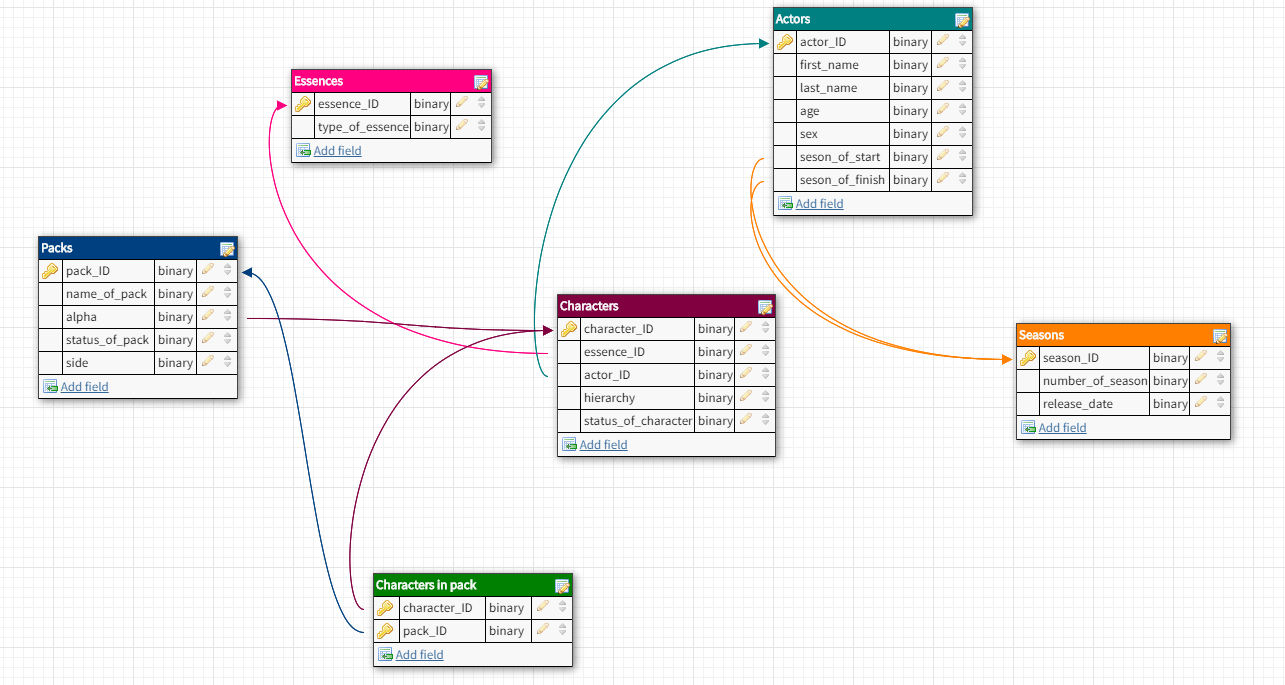 Actors
actor_ID binary
first_name binary
last_name binary
age binary
sex binary
seson_of_start binary
seson_of_finish binary
Add field
Essences
essence_ID binary
type_of_essence binary
Add field
Packs
pack_ID binary
name_of_pack binary
alpha binary
status_of_pack binary
side binary
Add field
Characters
character_ID binary
essence_ID binary
actor_ID binary
hierarchy binary
status_of_character binary
Add field
Seasons
season_ID binary
number_of_season binary
release_date binary
Add field
Characters in pack
character_ID binary
pack_ID binary
Add field